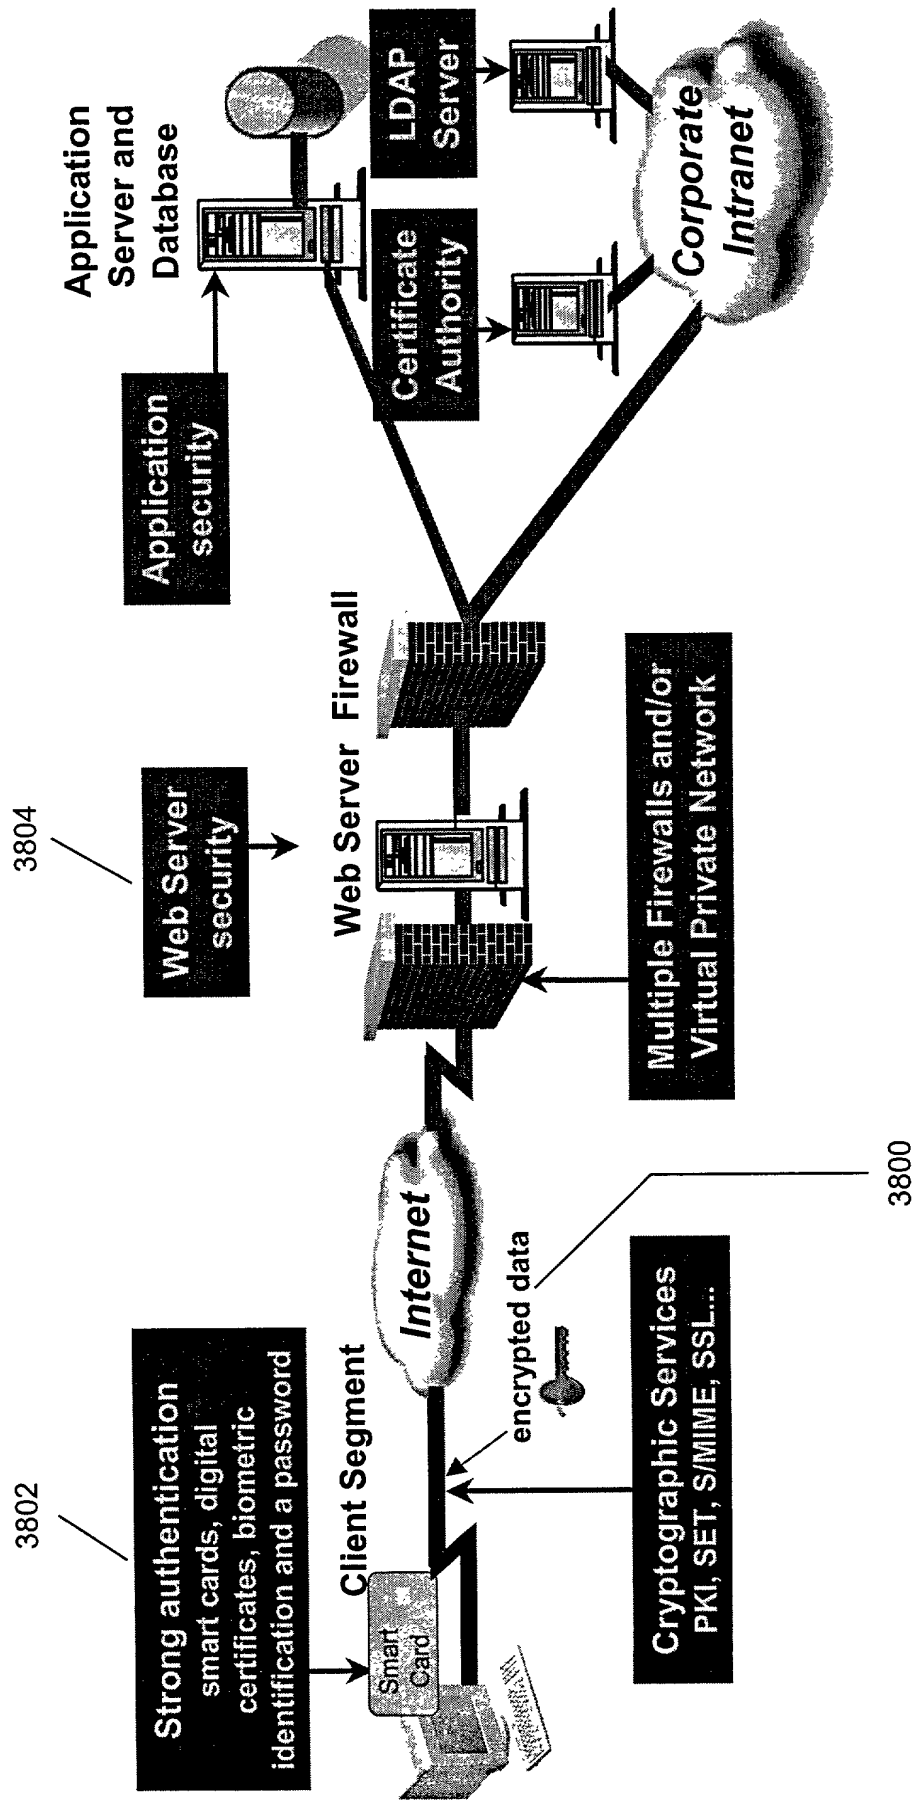 3802
3804
Strong authentication
smart cards, digital
certificates, biometric
identification and a password
Web Server
security
Application
security
Application
Server and
Database
Client Segment
Web Server
Firewall
Smart
Card
Internet
encrypted data
Certificate
Authority
LDAP
Server
Corporate
Intranet
Cryptographic Services
PKI, SET, S/MIME, SSL...
Multiple Firewalls and/or
Virtual Private Network
3800